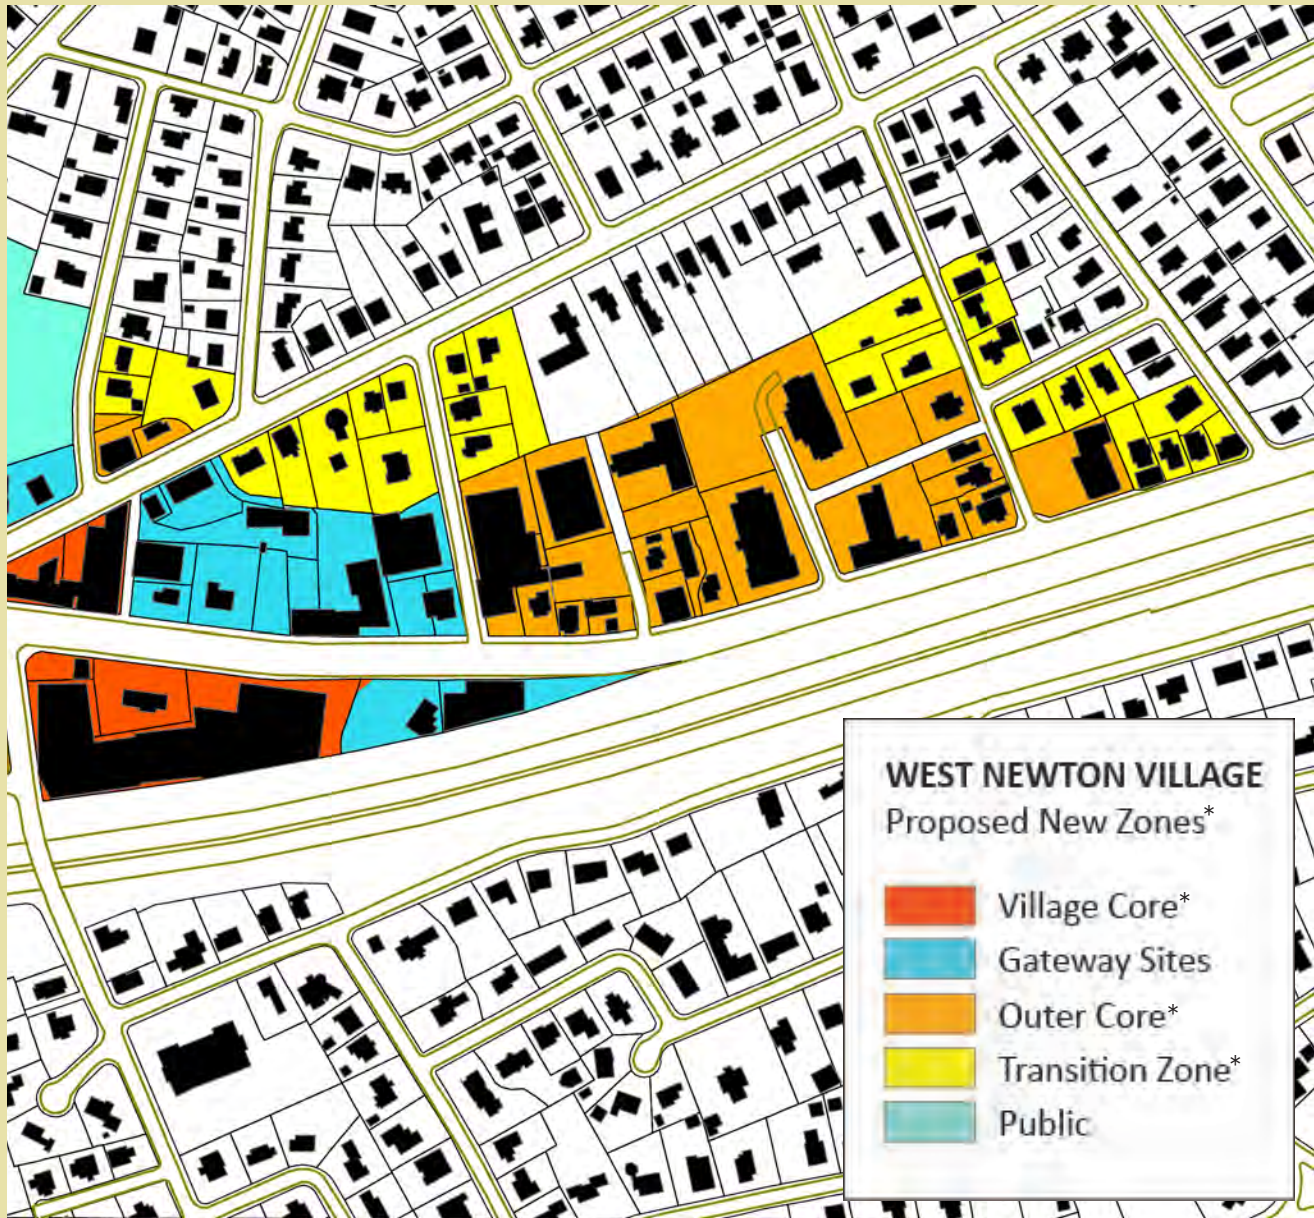 WEST NEWTON VILLAGE
Proposed New Zones*
Village Core*
Gateway Sites
Outer Core*
Transition Zone*
Public